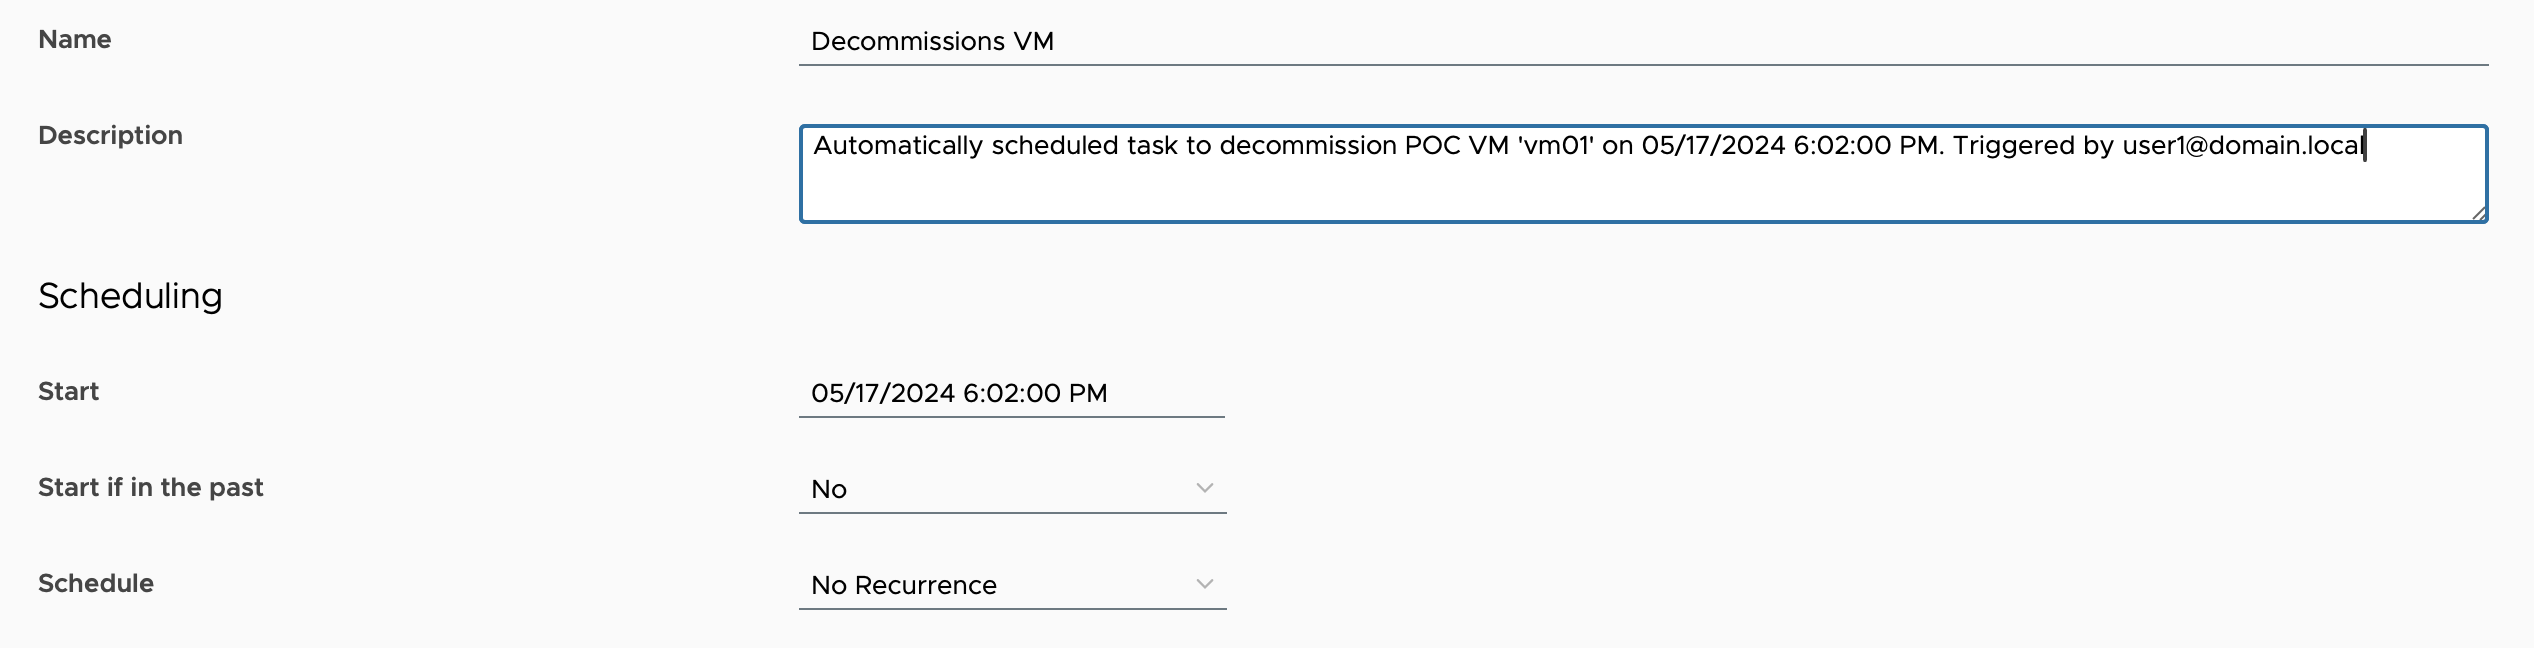 Name
Decommissions VM
Description
Automatically scheduled task to decommission POC VM 'vm01' on 05/17/2024 6:02:00 PM. Triggered by user1@domain.local
Scheduling
Start
05/17/2024 6:02:00 PM
Start if in the past
No
Schedule
No Recurrence